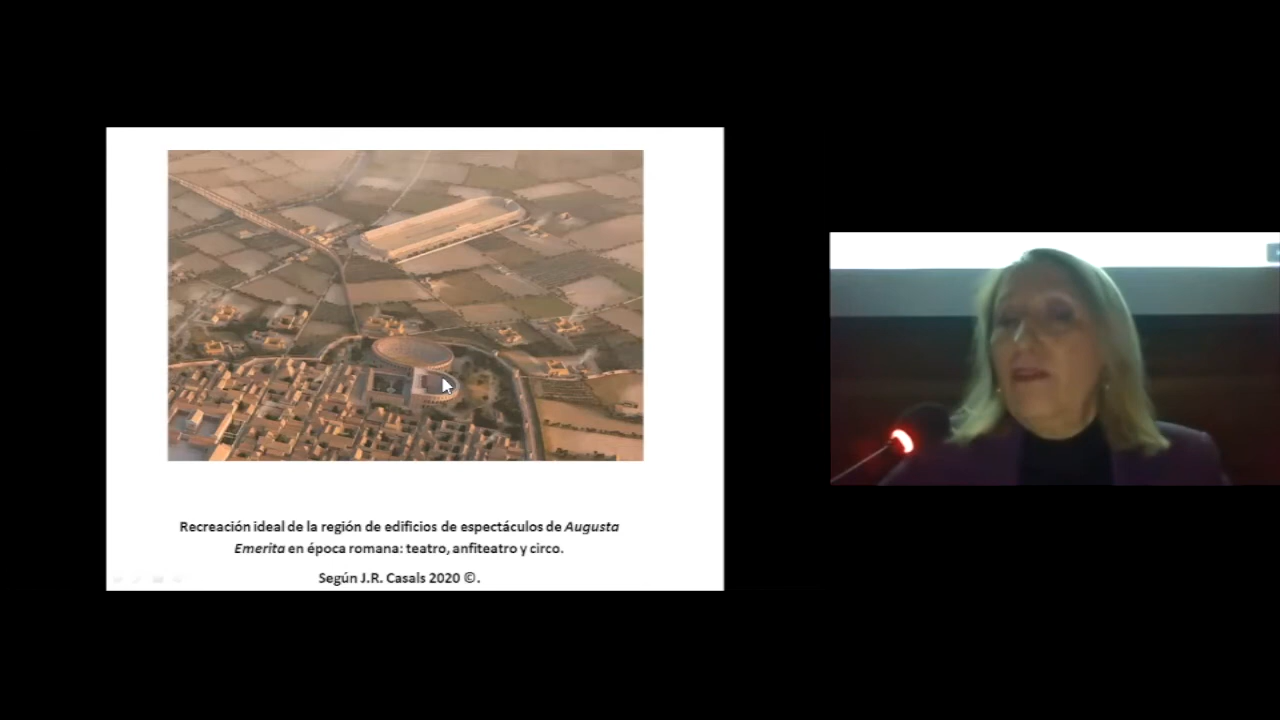 Recreación ideal de la región de edificios de espectáculos de Augusta
Emerita en época romana: teatro, anfiteatro y circo.
Según J.R. Casals 2020 ©.